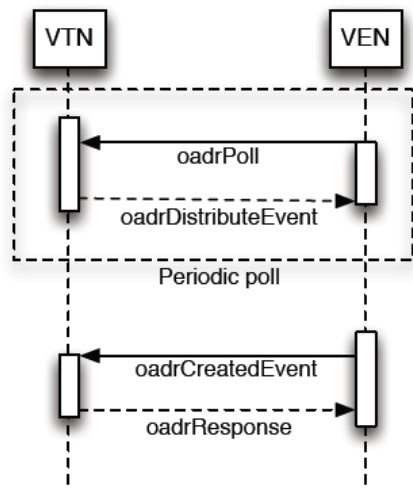 VTN
VEN
oadrPoll
oadrDistributeEvent
Periodic poll
oadrCreatedEvent
oadrResponse